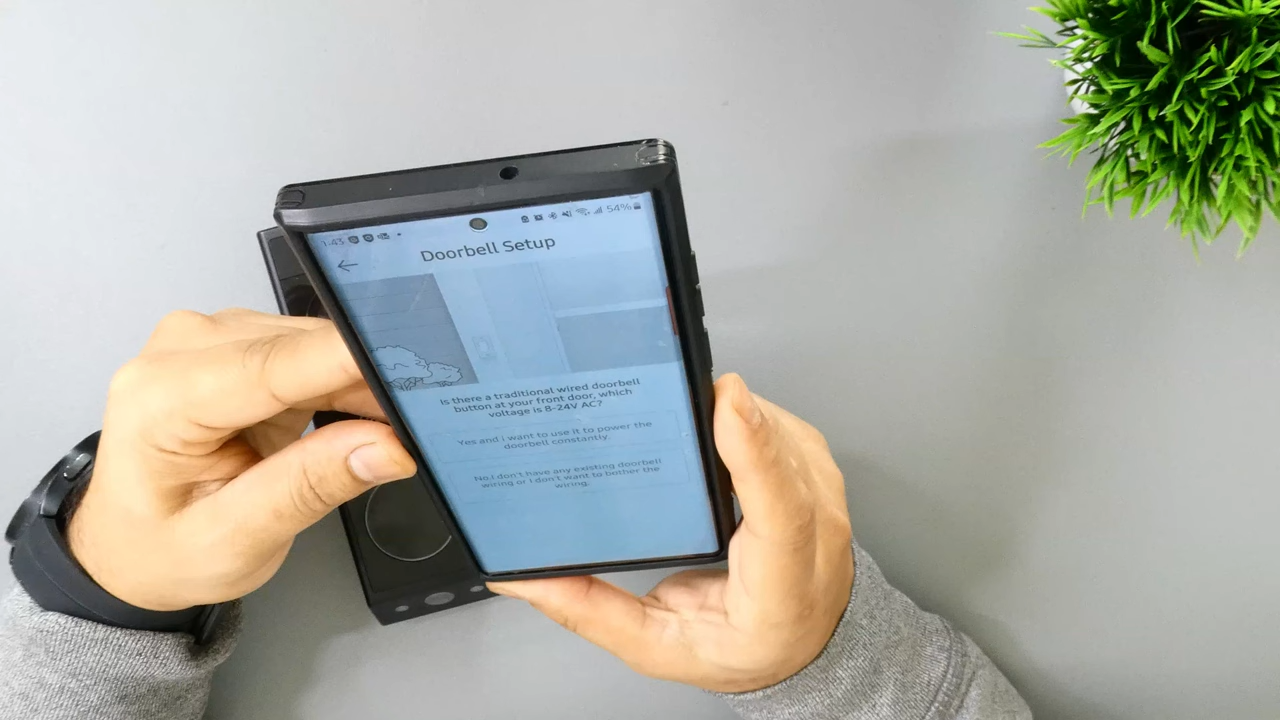 1:43
54%
Doorbell Setup
Is there a traditional wired doorbell
button at your front door, which
voltage is 8-24V AC?
Yes and i want to use it to power the
doorbell constantly.
No,I don't have any existing doorbell
wiring or I don't want to bother the
wiring.